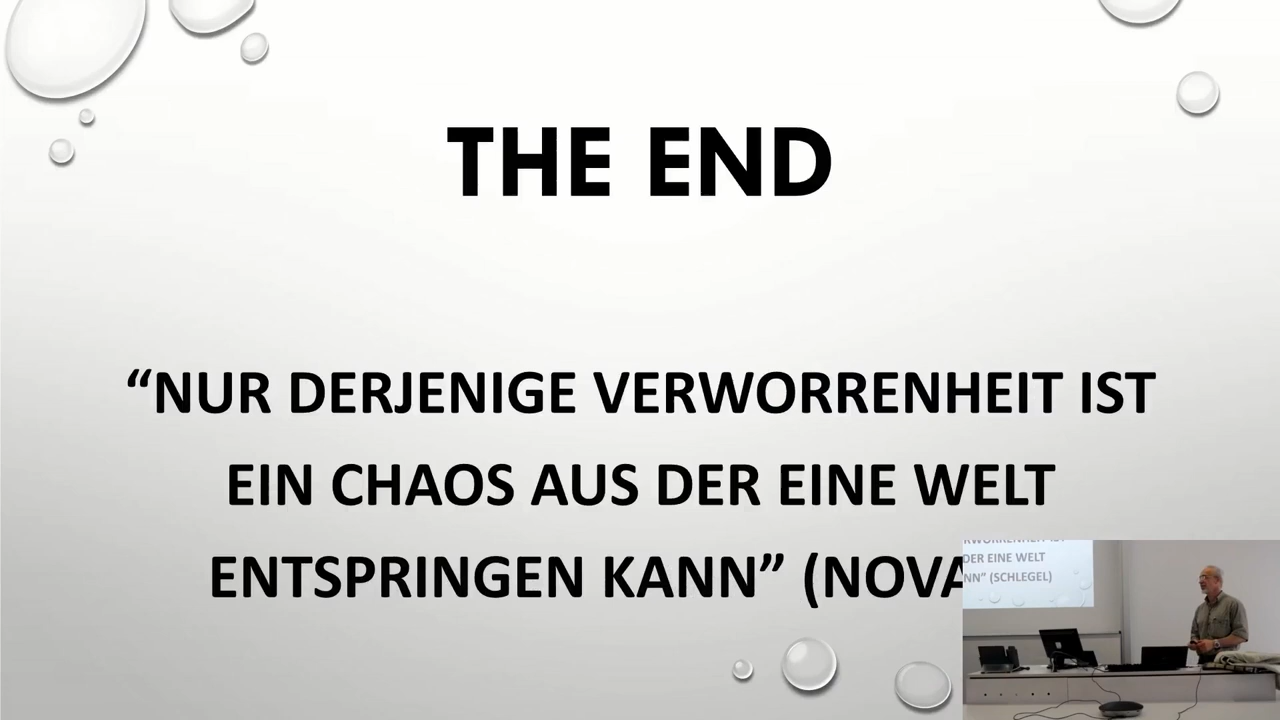 THE END
“NUR DERJENIGE VERWORRENHEIT IST
EIN CHAOS AUS DER EINE WELT
ENTSPRINGEN KANN” (NOVA
DER EINE WELT
NN” (SCHLEGEL)